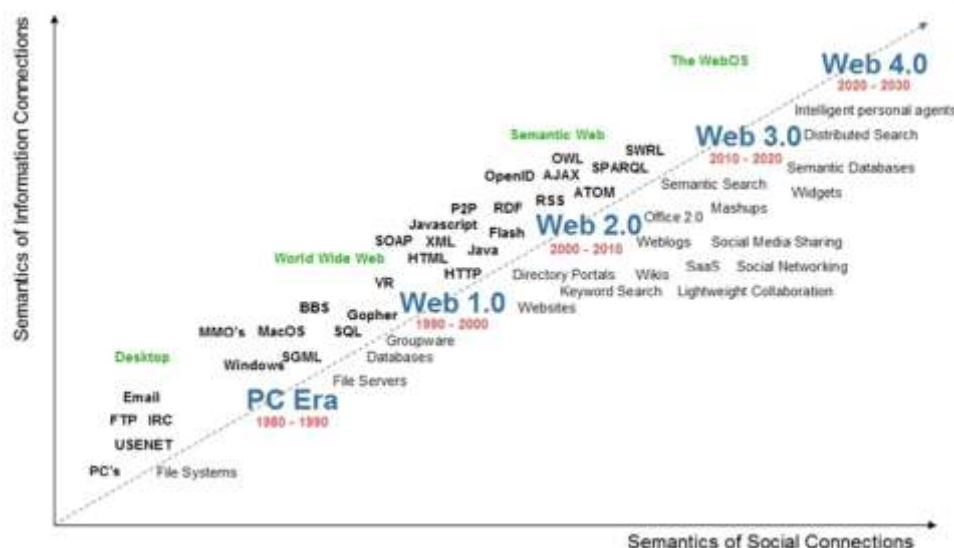 Semantics of Information Connections
The WebOS
Web 4.0
2020 - 2030
Intelligent personal agents
Semantic Web
Web 3.0
Distributed Search
2010 - 2020
SWRL
OWL
SPARQL
Semantic Databases
OpenID
AJAX
ATOM
Semantic Search
Widgets
RSS
P2P
RDF
Mashups
Office 2.0
Javascript
Web 2.0
Flash
SOAP
XML
2000 - 2010
Weblogs
Social Media Sharing
Java
World Wide Web
HTML
SaaS
Social Networking
HTTP
Directory Portals
Wikis
VR
Keyword Search
Lightweight Collaboration
Web 1.0
Websites
BBS
Gopher
1990 - 2000
MMO's
MacOS
SQL
Groupware
Desktop
SGML
Databases
Windows
File Servers
Email
PC Era
1980 - 1990
FTP
IRC
USENET
PC's
File Systems
Semantics of Social Connections